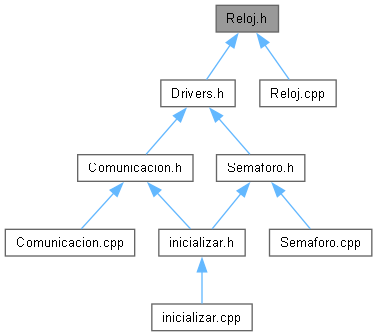 Reloj.h
Drivers.h
Reloj.cpp
Comunicacion.h
Semaforo.h
Comunicacion.cpp
inicializar.h
Semaforo.cpp
inicializar.cpp